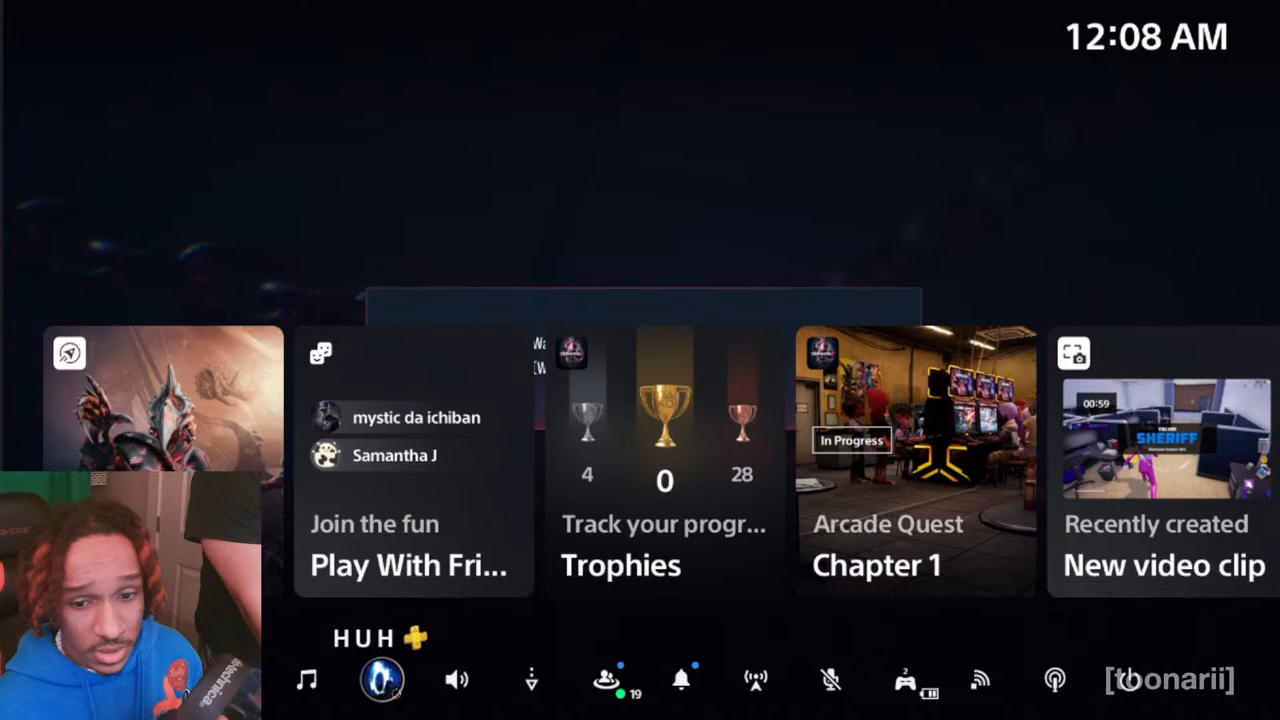 12:08 AM
mystic da ichiban
Samantha J
Join the fun
Play With Fri...
4
0
28
Track your progr...
Trophies
In Progress
Arcade Quest
Chapter 1
00:59
YOU ARE
SHERIFF
Recently created
New video clip
HUH
19
2
[toonarii]